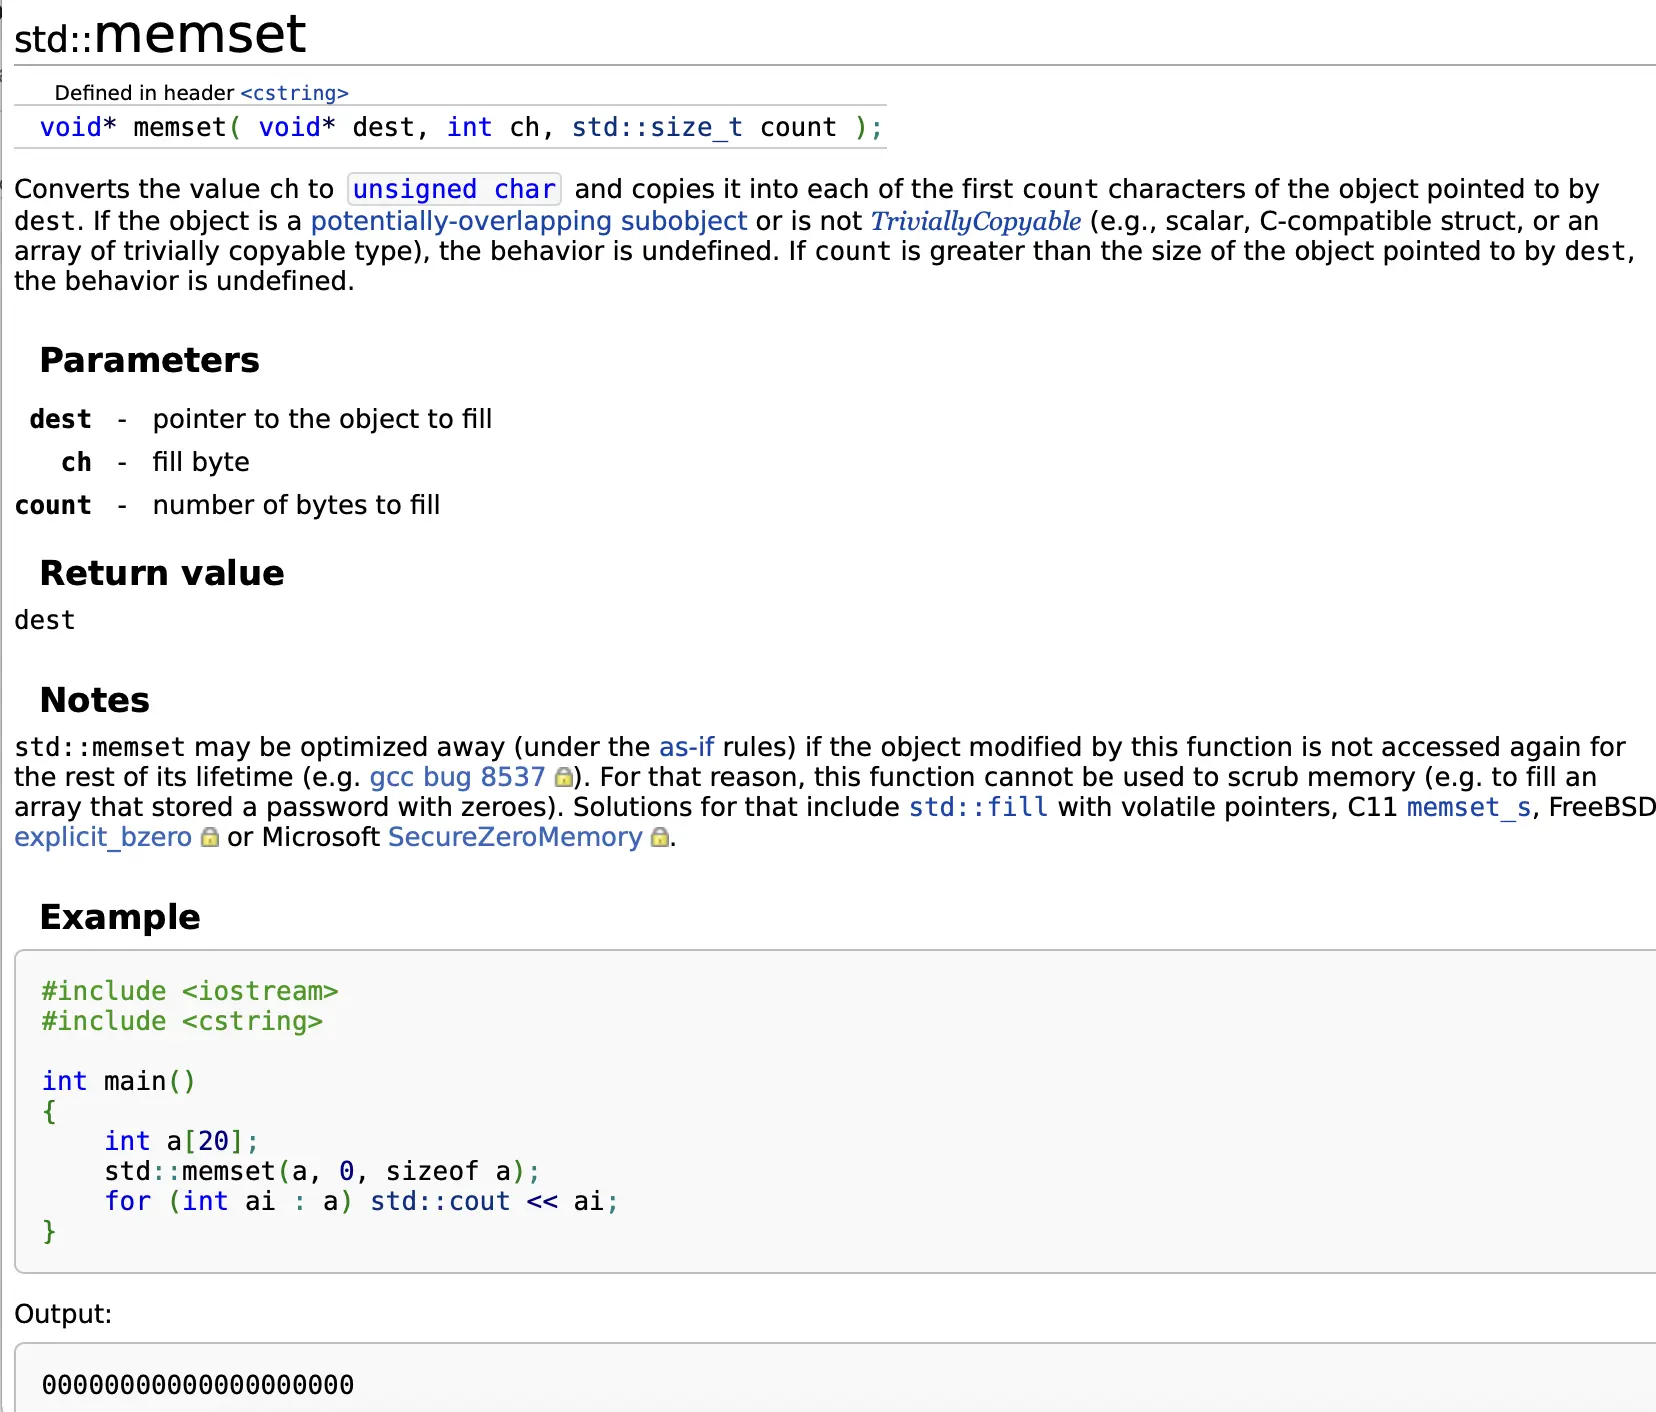 std::memset
Defined in header <cstring>
void* memset( void* dest, int ch, std::size_t count );
Converts the value ch to unsigned char and copies it into each of the first count characters of the object pointed to by
dest. If the object is a potentially-overlapping subobject or is not TriviallyCopyable (e.g., scalar, C-compatible struct, or an
array of trivially copyable type), the behavior is undefined. If count is greater than the size of the object pointed to by dest,
the behavior is undefined.
Parameters
dest - pointer to the object to fill
ch - fill byte
count - number of bytes to fill
Return value
dest
Notes
std::memset may be optimized away (under the as-if rules) if the object modified by this function is not accessed again for
the rest of its lifetime (e.g. gcc bug 8537). For that reason, this function cannot be used to scrub memory (e.g. to fill an
array that stored a password with zeroes). Solutions for that include std::fill with volatile pointers, C11 memset_s, FreeBSD
explicit_bzero or Microsoft SecureZeroMemory.
Example
#include <iostream>
#include <cstring>
int main()
{
    int a[20];
    std::memset(a, 0, sizeof a);
    for (int ai : a) std::cout << ai;
}
Output:
00000000000000000000